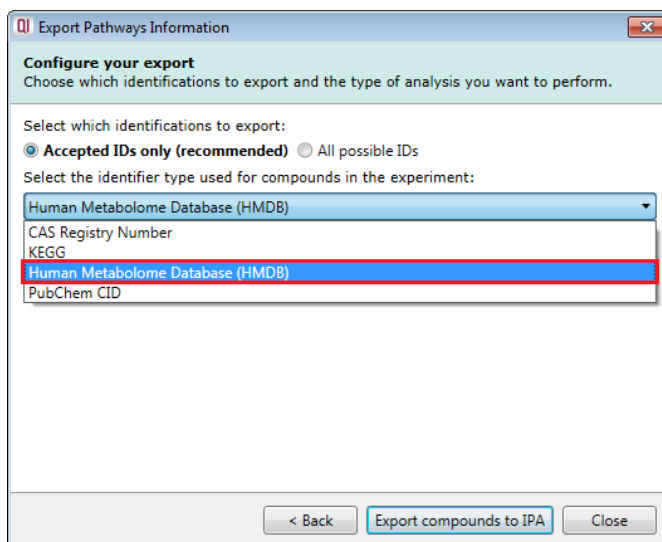 QI Export Pathways Information
Configure your export
Choose which identifications to export and the type of analysis you want to perform.
Select which identifications to export:
Accepted IDs only (recommended) All possible IDs
Select the identifier type used for compounds in the experiment:
Human Metabolome Database (HMDB)
CAS Registry Number
KEGG
Human Metabolome Database (HMDB)
PubChem CID
< Back Export compounds to IPA Close